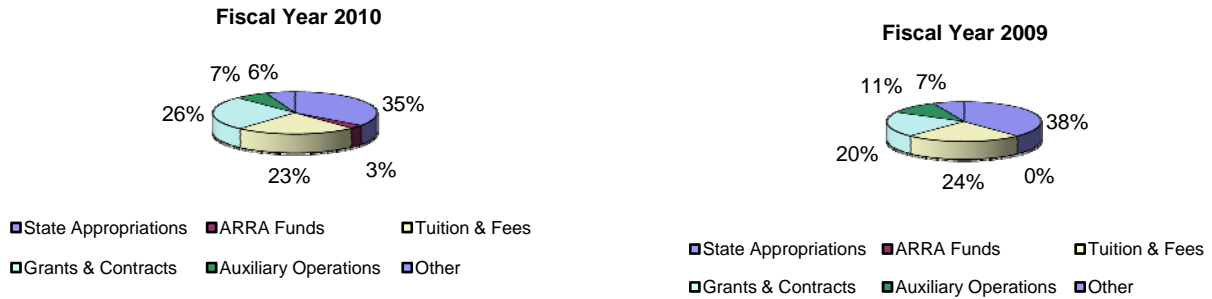 Fiscal Year 2010
7% 6%
26% 35%
23% 3%
State Appropriations ARRA Funds Tuition & Fees
Grants & Contracts Auxiliary Operations Other
Fiscal Year 2009
11% 7%
38%
20%
24% 0%
State Appropriations ARRA Funds Tuition & Fees
Grants & Contracts Auxiliary Operations Other